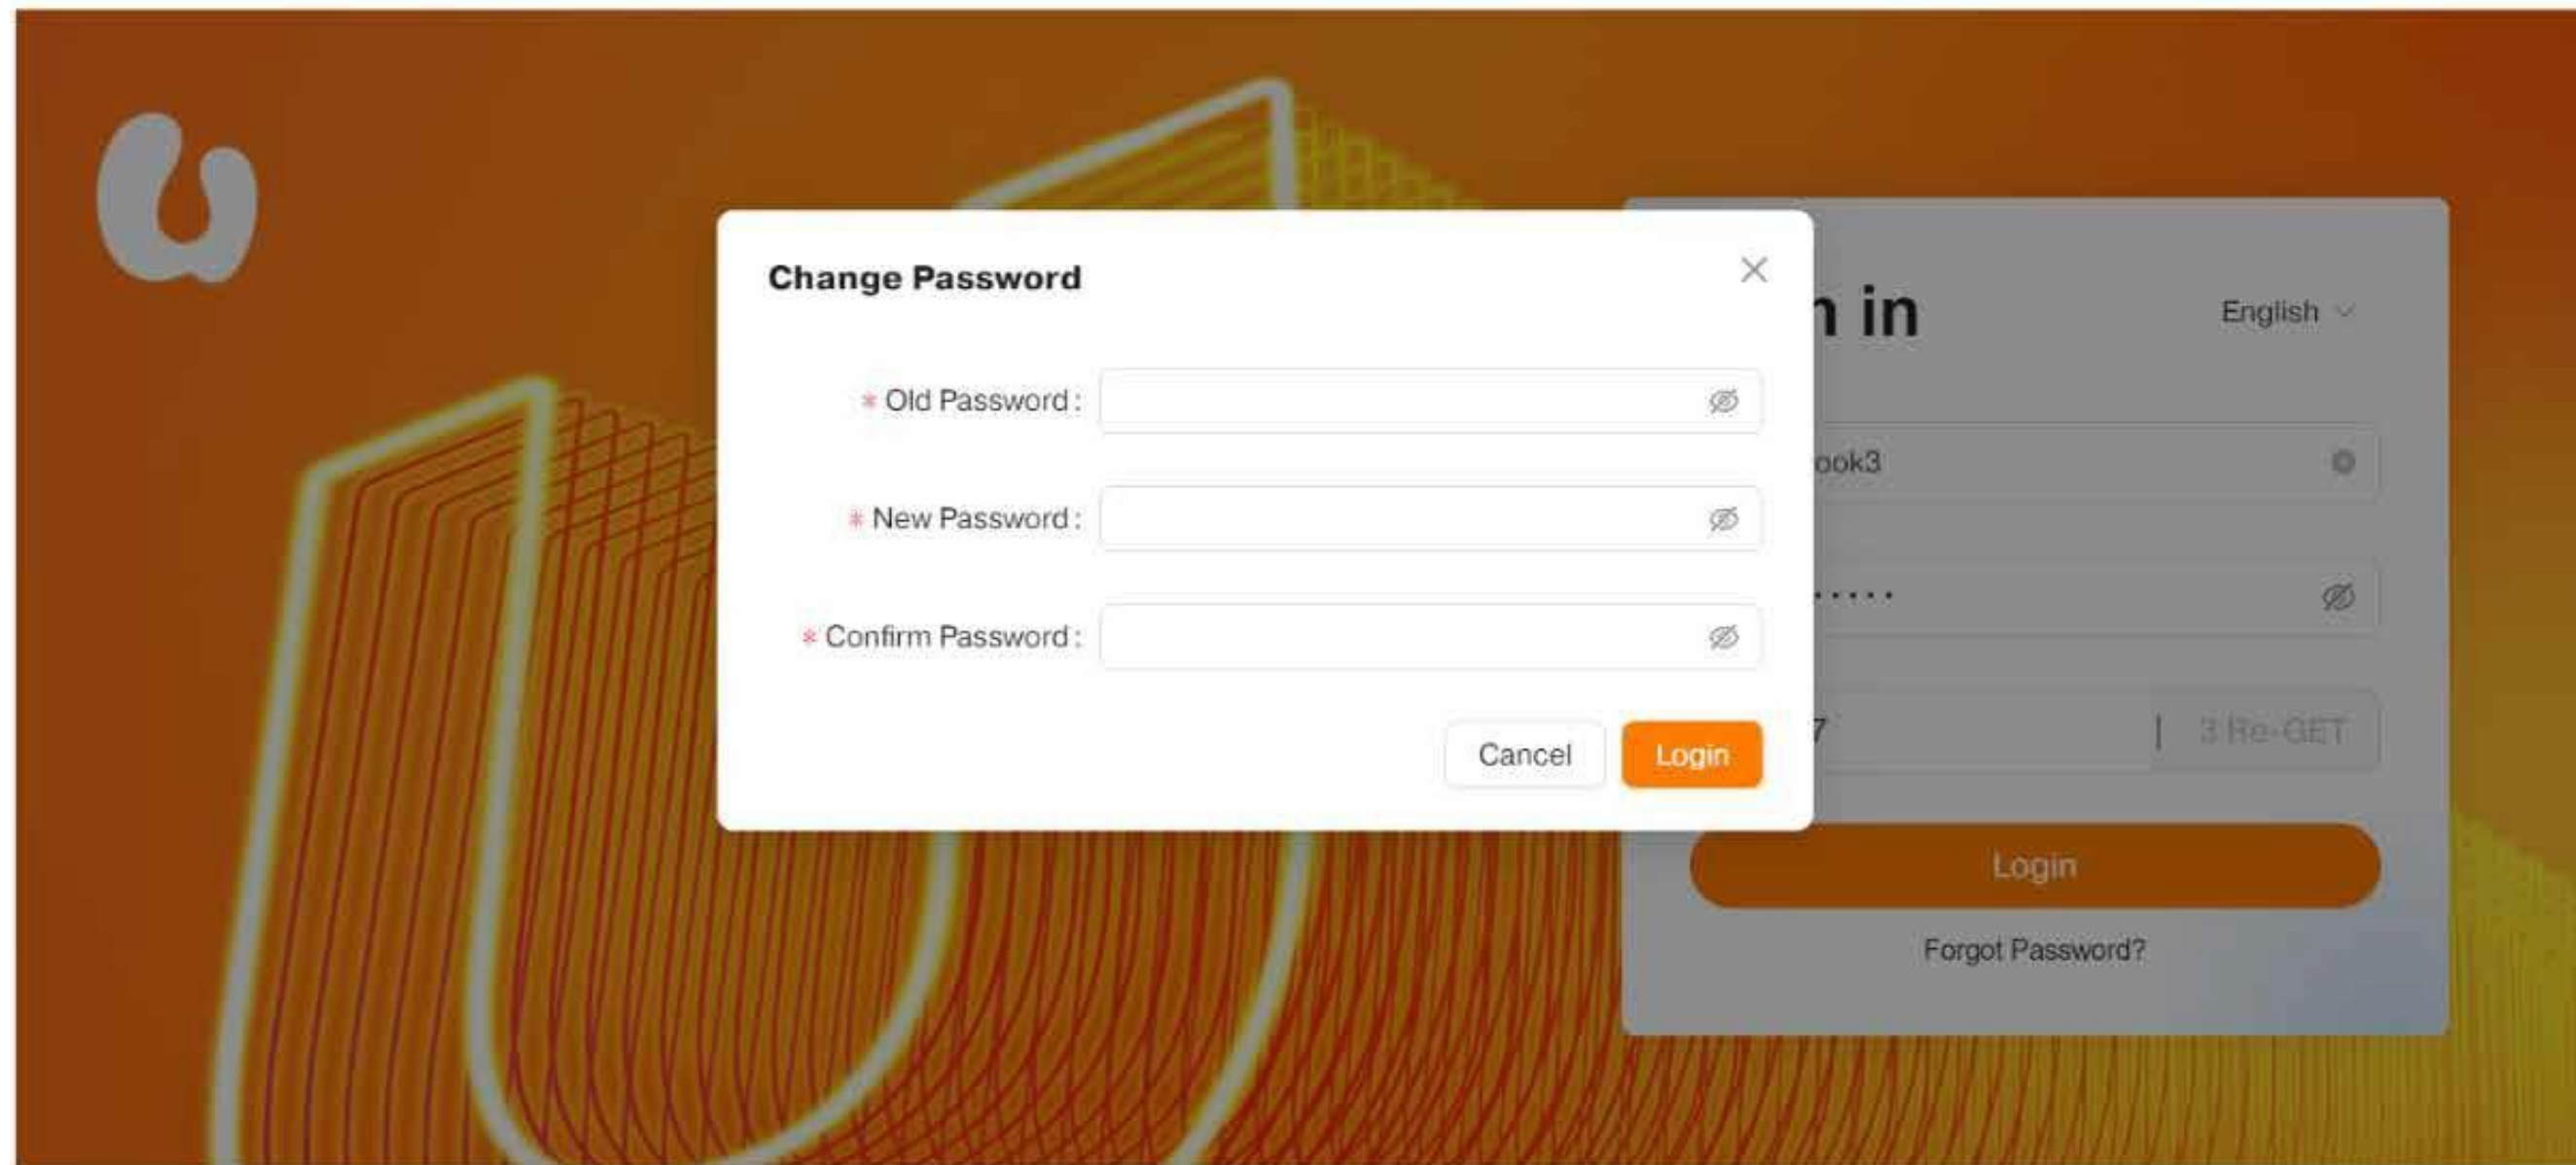 Change Password
* Old Password:
* New Password:
* Confirm Password:
Cancel
Login
n in
English
ook3
7
3 Re-GET
Login
Forgot Password?